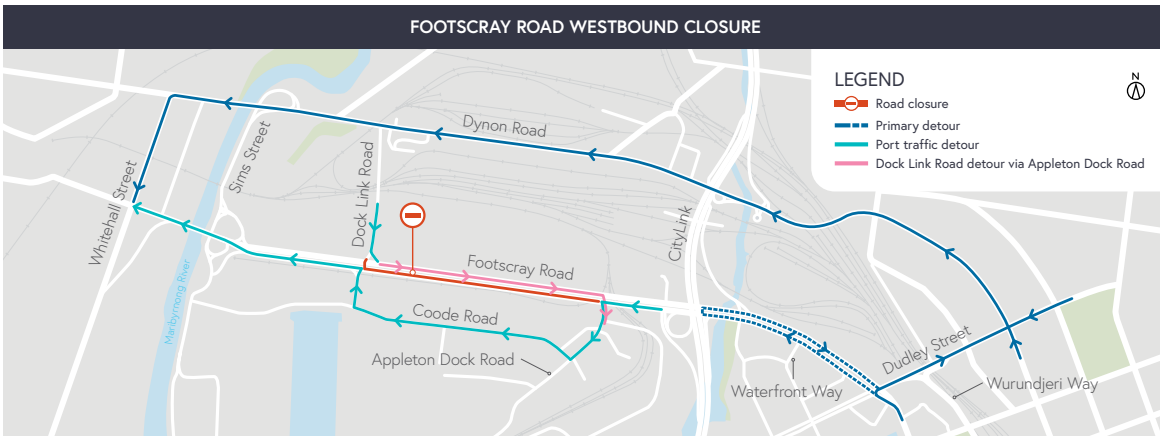 FOOTSCRAY ROAD WESTBOUND CLOSURE
LEGEND
N
Road closure
Primary detour
Port traffic detour
Dock Link Road detour via Appleton Dock Road
Dynon Road
Sims Street
Dock Link Road
Whitehall Street
CityLink
Footscray Road
Maribyrnong River
Coode Road
Appleton Dock Road
Dudley Street
Waterfront Way
Wurundjeri Way